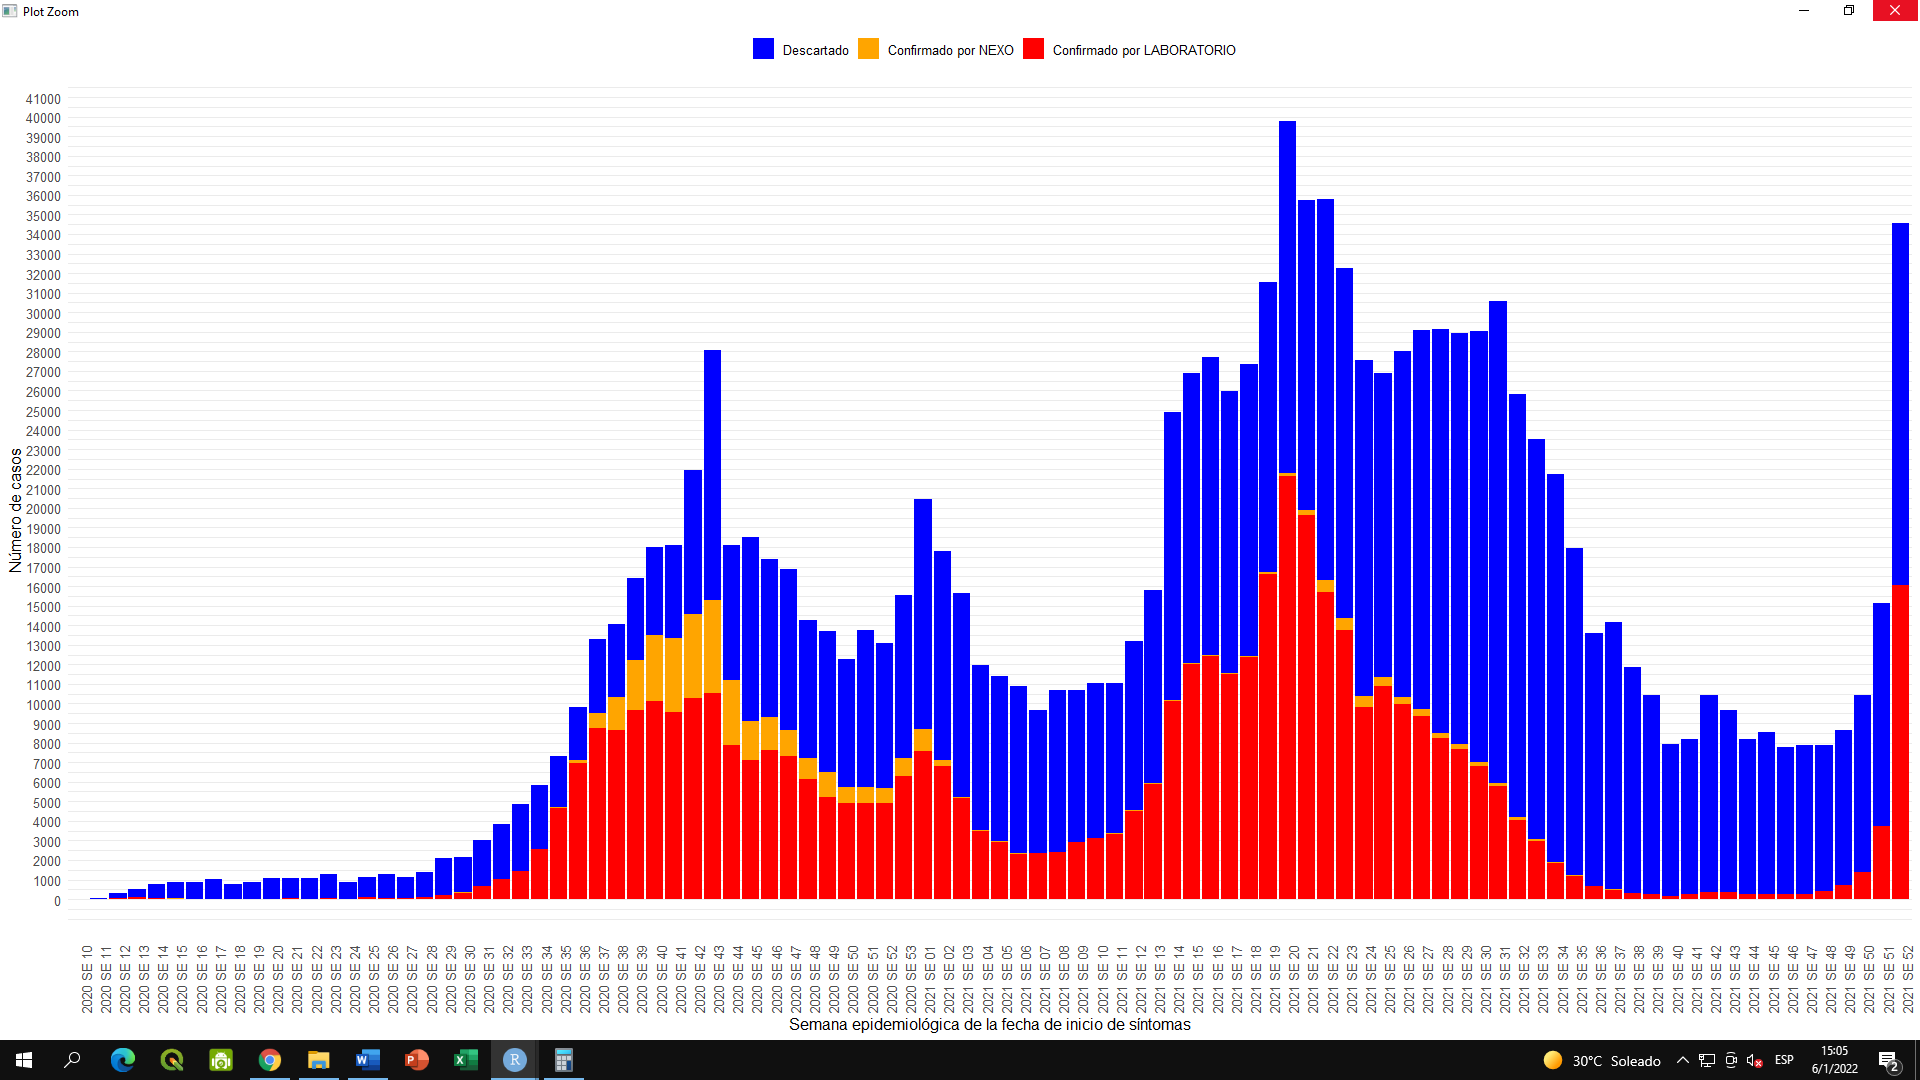 Plot Zoom
Descartado
Confirmado por NEXO
Confirmado por LABORATORIO
41000
40000
39000
38000
37000
36000
35000
34000
33000
32000
31000
30000
29000
28000
27000
26000
25000
24000
23000
22000
21000
20000
19000
18000
17000
16000
15000
14000
13000
12000
11000
10000
9000
8000
7000
6000
5000
4000
3000
2000
1000
0
Número de casos
2020 SE 10
2020 SE 11
2020 SE 12
2020 SE 13
2020 SE 14
2020 SE 15
2020 SE 16
2020 SE 17
2020 SE 18
2020 SE 19
2020 SE 20
2020 SE 21
2020 SE 22
2020 SE 23
2020 SE 24
2020 SE 25
2020 SE 26
2020 SE 27
2020 SE 28
2020 SE 29
2020 SE 30
2020 SE 31
2020 SE 32
2020 SE 33
2020 SE 34
2020 SE 35
2020 SE 36
2020 SE 37
2020 SE 38
2020 SE 39
2020 SE 40
2020 SE 41
2020 SE 42
2020 SE 43
2020 SE 44
2020 SE 45
2020 SE 46
2020 SE 47
2020 SE 48
2020 SE 49
2020 SE 50
2020 SE 51
2020 SE 52
2020 SE 53
2021 SE 01
2021 SE 02
2021 SE 03
2021 SE 04
2021 SE 05
2021 SE 06
2021 SE 07
2021 SE 08
2021 SE 09
2021 SE 10
2021 SE 11
2021 SE 12
2021 SE 13
2021 SE 14
2021 SE 15
2021 SE 16
2021 SE 17
2021 SE 18
2021 SE 19
2021 SE 20
2021 SE 21
2021 SE 22
2021 SE 23
2021 SE 24
2021 SE 25
2021 SE 26
2021 SE 27
2021 SE 28
2021 SE 29
2021 SE 30
2021 SE 31
2021 SE 32
2021 SE 33
2021 SE 34
2021 SE 35
2021 SE 36
2021 SE 37
2021 SE 38
2021 SE 39
2021 SE 40
2021 SE 41
2021 SE 42
2021 SE 43
2021 SE 44
2021 SE 45
2021 SE 46
2021 SE 47
2021 SE 48
2021 SE 49
2021 SE 50
2021 SE 51
2021 SE 52
Semana epidemiológica de la fecha de inicio de síntomas
W
P
X
R
30°C Soleado
ESP
15:05
6/1/2022
2